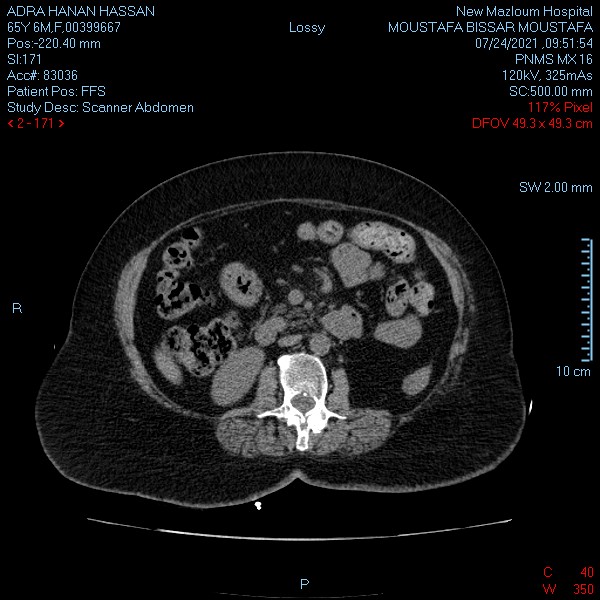 ADRA HANAN HASSAN
65Y 6M,F,00399667
Pos:-220.40 mm
SI:171
Acc#: 83036
Patient Pos: FFS
Study Desc: Scanner Abdomen
< 2 - 171 >
Lossy
New Mazloum Hospital
MOUSTAFA BISSAR MOUSTAFA
07/24/2021 ,09:51:54
PNMS MX 16
120kV, 325mAs
SC:500.00 mm
117% Pixel
DFOV 49.3 x 49.3 cm
SW 2.00 mm
R
10 cm
P
C 40
W 350